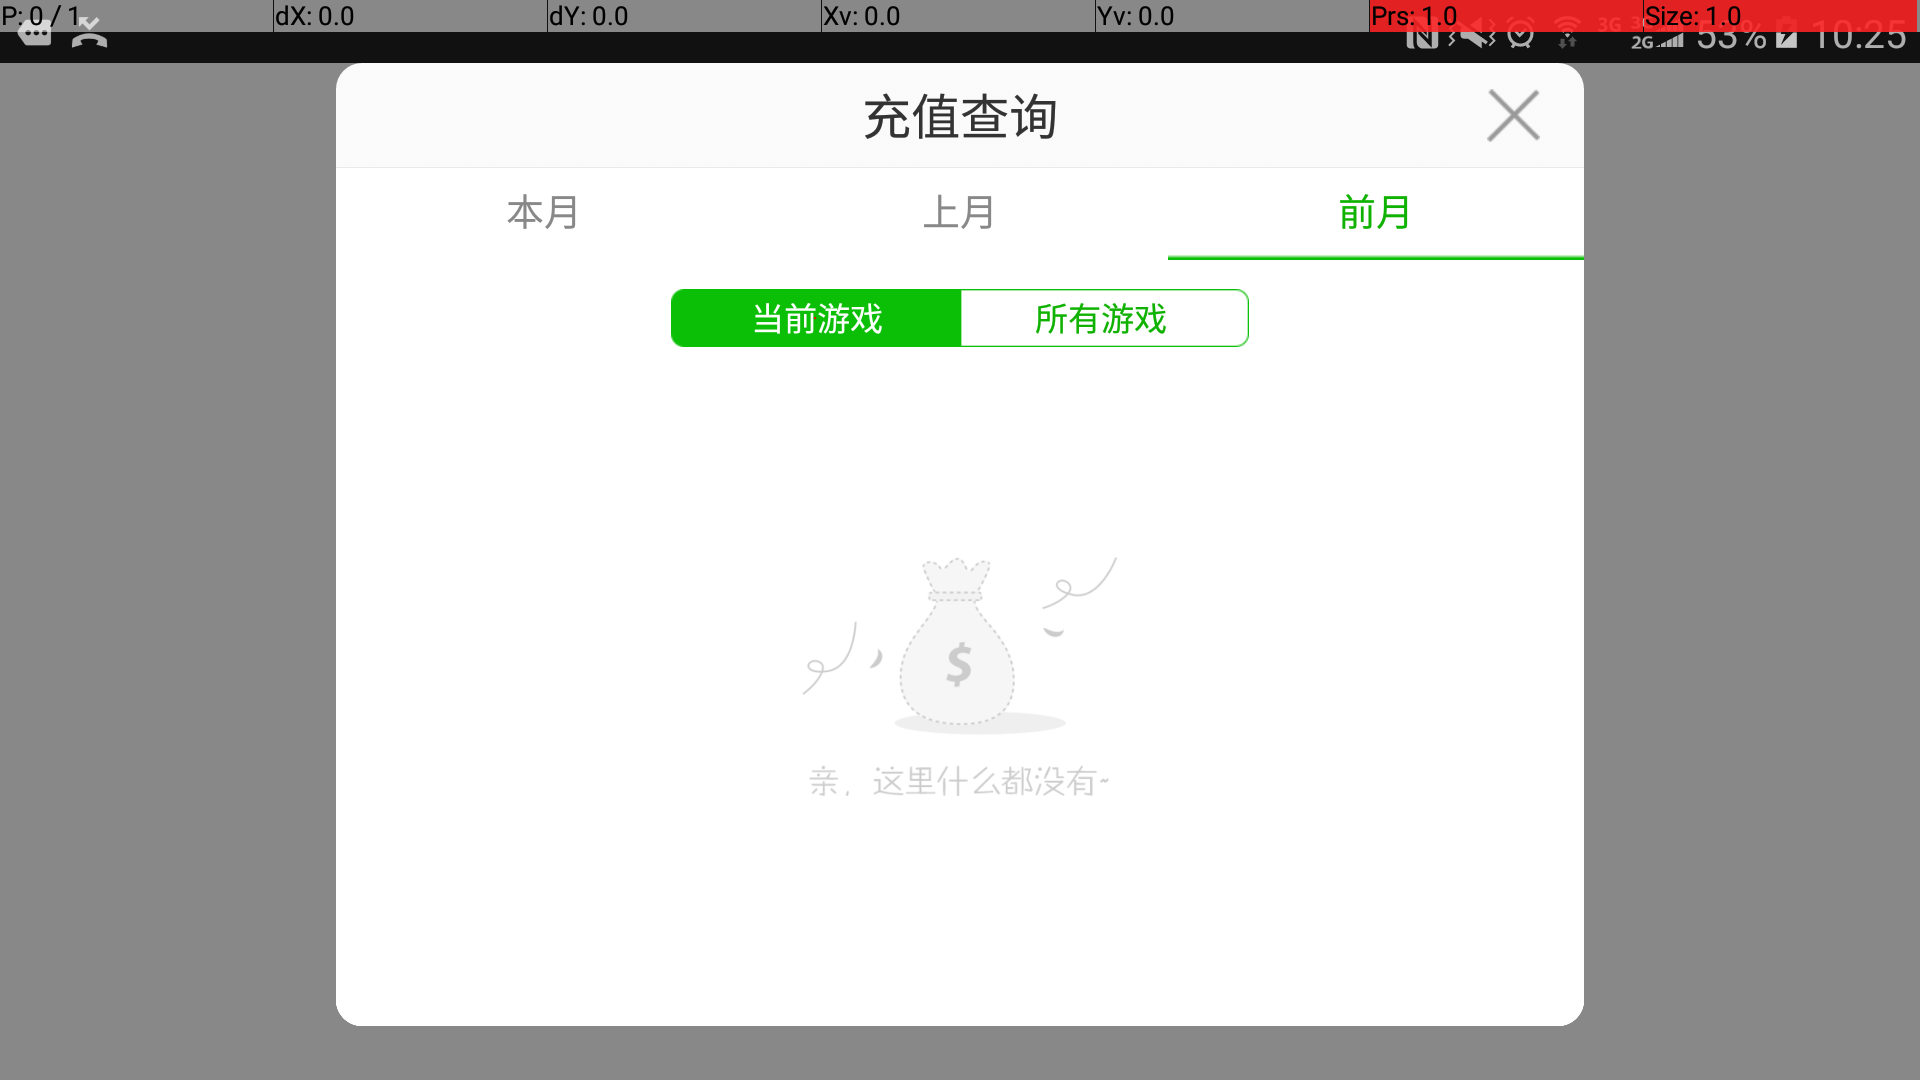 P: 0 / 1 dX: 0.0 dY: 0.0 Xv: 0.0 Yv: 0.0 Prs: 1.0 Size: 1.0
3G 3G 2G 53% 10:25
充值查询
本月 上月 前月
当前游戏 所有游戏
$
亲，这里什么都没有~